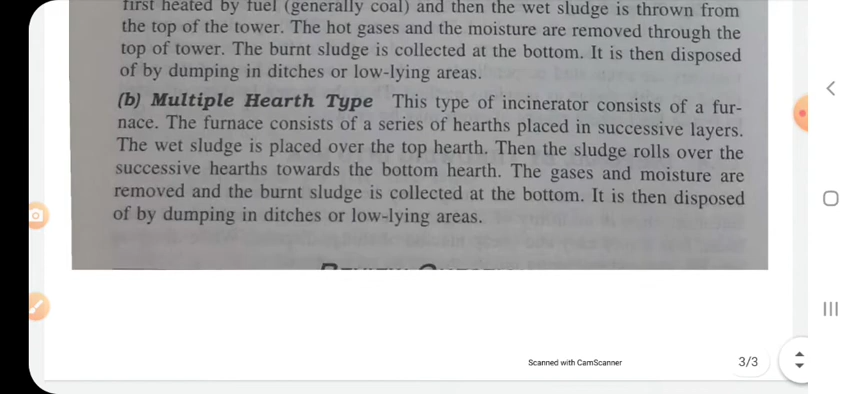 first heated by fuel (generally coal) and then the wet sludge is thrown from
the top of the tower. The hot gases and the moisture are removed through the
top of tower. The burnt sludge is collected at the bottom. It is then disposed
of by dumping in ditches or low-lying areas.
(b) Multiple Hearth Type This type of incinerator consists of a fur-
nace. The furnace consists of a series of hearths placed in successive layers.
The wet sludge is placed over the top hearth. Then the sludge rolls over the
successive hearths towards the bottom hearth. The gases and moisture are
removed and the burnt sludge is collected at the bottom. It is then disposed
of by dumping in ditches or low-lying areas.
Scanned with CamScanner
3/3